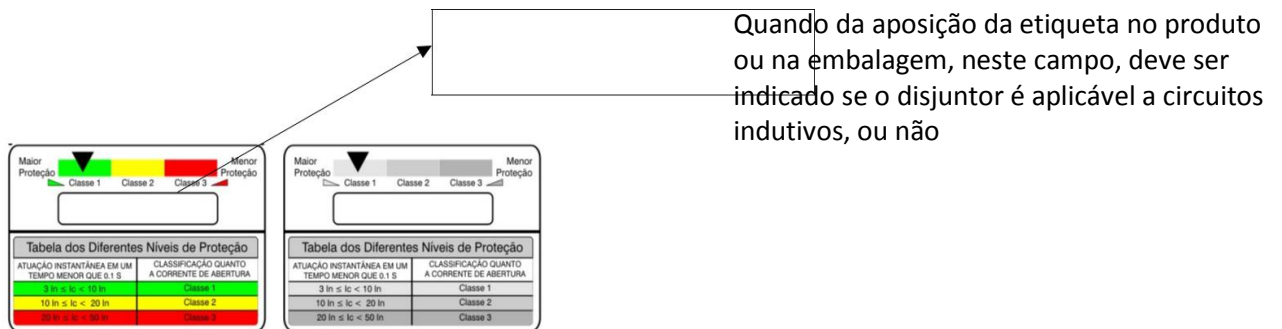 Quando da aposição da etiqueta no produto
ou na embalagem, neste campo, deve ser
indicado se o disjuntor é aplicável a circuitos
indutivos, ou não
Maior
Proteção
Menor
Proteção
Classe 1 Classe 2 Classe 3
Tabela dos Diferentes Níveis de Proteção
ATUAÇÃO INSTANTÂNEA EM UM
TEMPO MENOR QUE 0.1 S
CLASSIFICAÇÃO QUANTO
A CORRENTE DE ABERTURA
3 In ≤ Ic < 10 In Classe 1
10 In ≤ Ic < 20 In Classe 2
20 In ≤ Ic < 50 In Classe 3
Maior
Proteção
Menor
Proteção
Classe 1 Classe 2 Classe 3
Tabela dos Diferentes Níveis de Proteção
ATUAÇÃO INSTANTÂNEA EM UM
TEMPO MENOR QUE 0.1 S
CLASSIFICAÇÃO QUANTO
A CORRENTE DE ABERTURA
3 In ≤ Ic < 10 In Classe 1
10 In ≤ Ic < 20 In Classe 2
20 In ≤ Ic < 50 In Classe 3